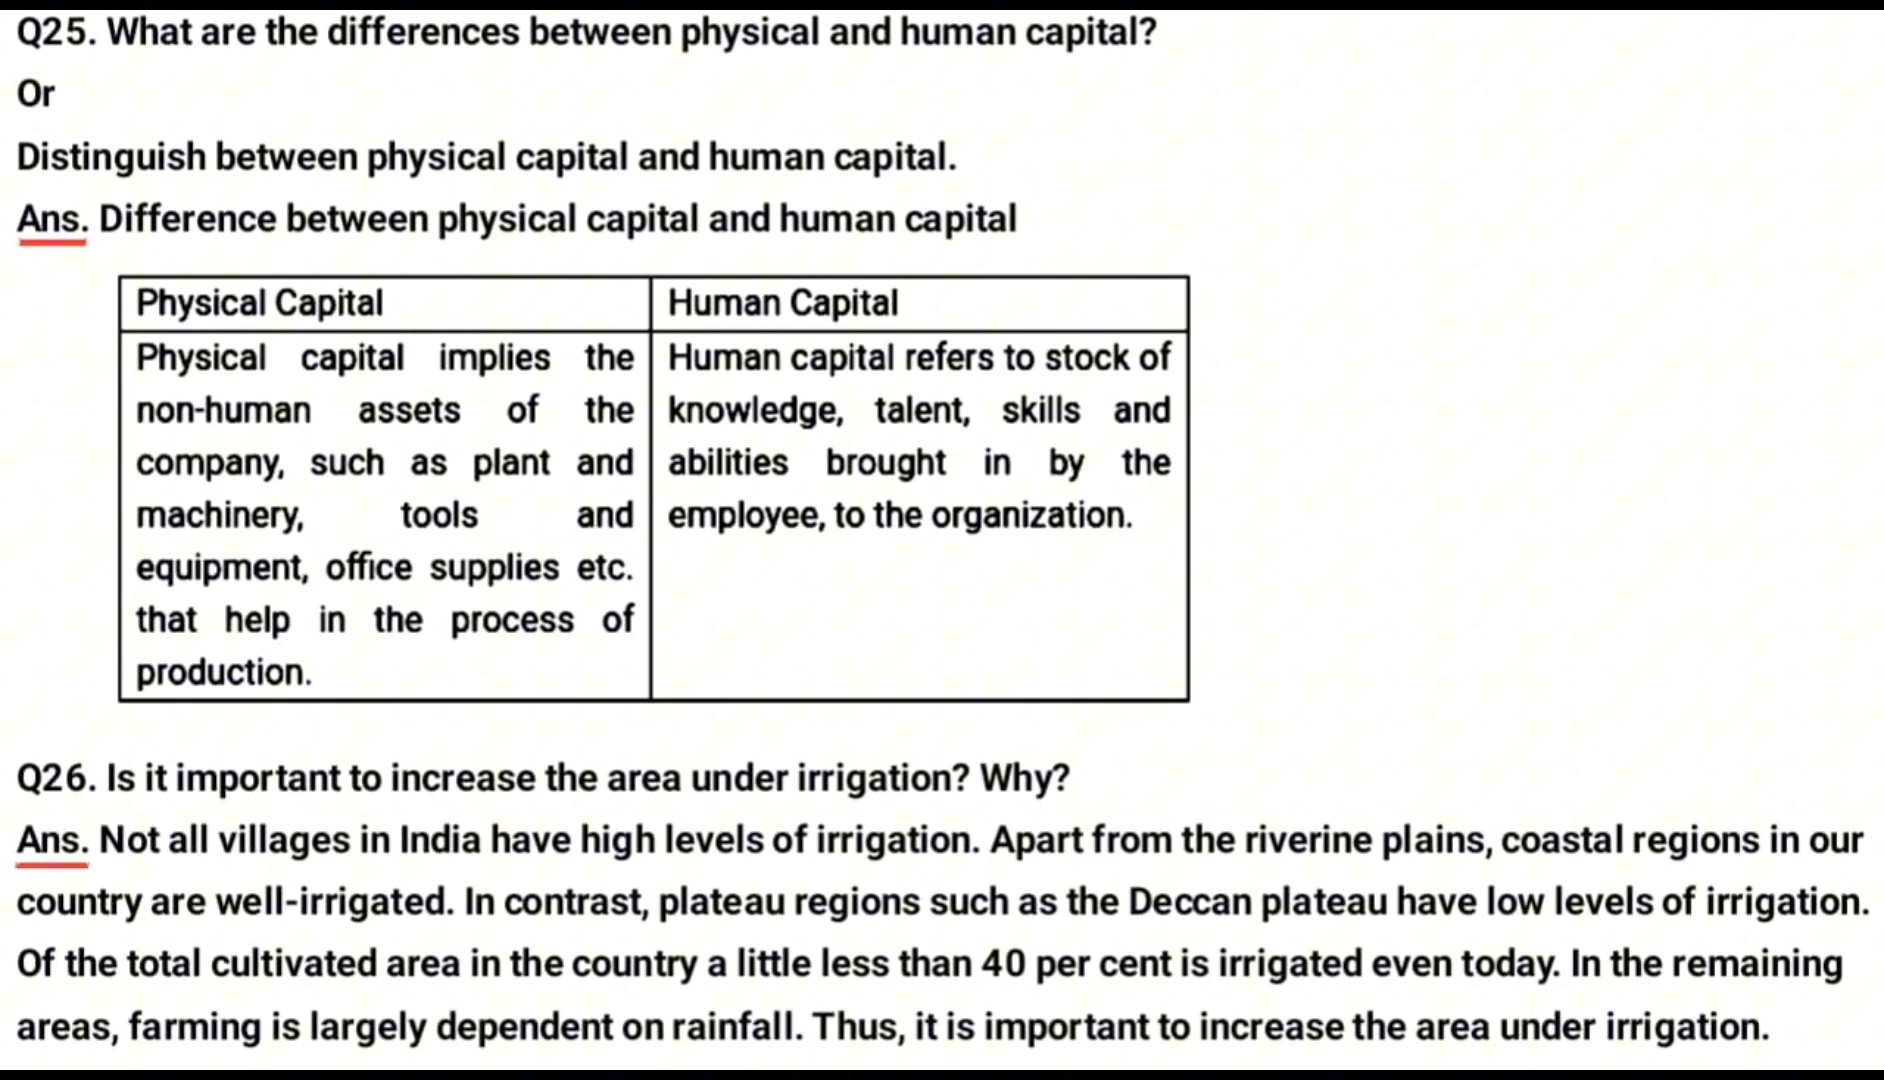 Q25. What are the differences between physical and human capital?
Or
Distinguish between physical capital and human capital.
Ans. Difference between physical capital and human capital
Physical Capital
Human Capital
Physical capital implies the
non-human assets of the
company, such as plant and
machinery, tools and
equipment, office supplies etc.
that help in the process of
production.
Human capital refers to stock of
knowledge, talent, skills and
abilities brought in by the
employee, to the organization.
Q26. Is it important to increase the area under irrigation? Why?
Ans. Not all villages in India have high levels of irrigation. Apart from the riverine plains, coastal regions in our
country are well-irrigated. In contrast, plateau regions such as the Deccan plateau have low levels of irrigation.
Of the total cultivated area in the country a little less than 40 per cent is irrigated even today. In the remaining
areas, farming is largely dependent on rainfall. Thus, it is important to increase the area under irrigation.